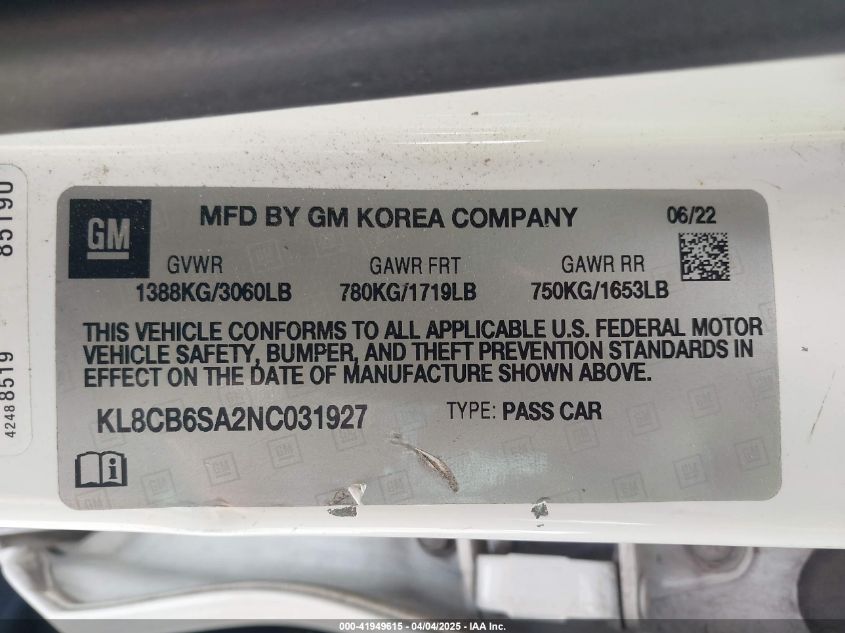 GM
MFD BY GM KOREA COMPANY 06/22
GVWR GAWR FRT GAWR RR
1388KG/3060LB 780KG/1719LB 750KG/1653LB
THIS VEHICLE CONFORMS TO ALL APPLICABLE U.S. FEDERAL MOTOR
VEHICLE SAFETY, BUMPER, AND THEFT PREVENTION STANDARDS IN
EFFECT ON THE DATE OF MANUFACTURE SHOWN ABOVE.
KL8CB6SA2NC031927 TYPE: PASS CAR
42488519 85190
000-41949615 - 04/04/2025 - IAA Inc.